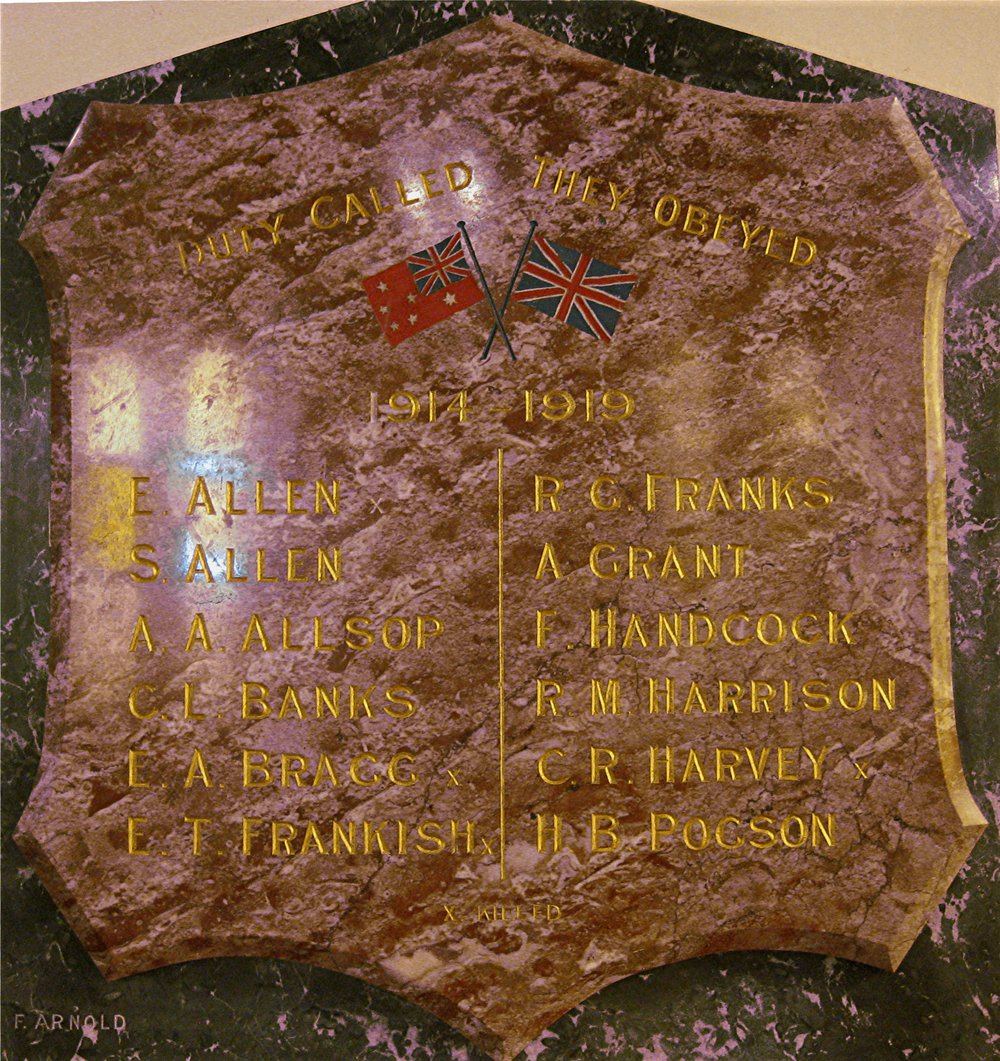 DUTY CALLED THEY OBEYED
1914 - 1919
E. ALLEN x
S. ALLEN
A. A. ALLSOP
C. L. BANKS
E. A. BRAGG x
E. T. FRANKISH x
R. G. FRANKS
A GRANT
F. HANDCOCK
R. M. HARRISON
C. R. HARVEY x
H B POGSON
X. KILLED
F. ARNOLD